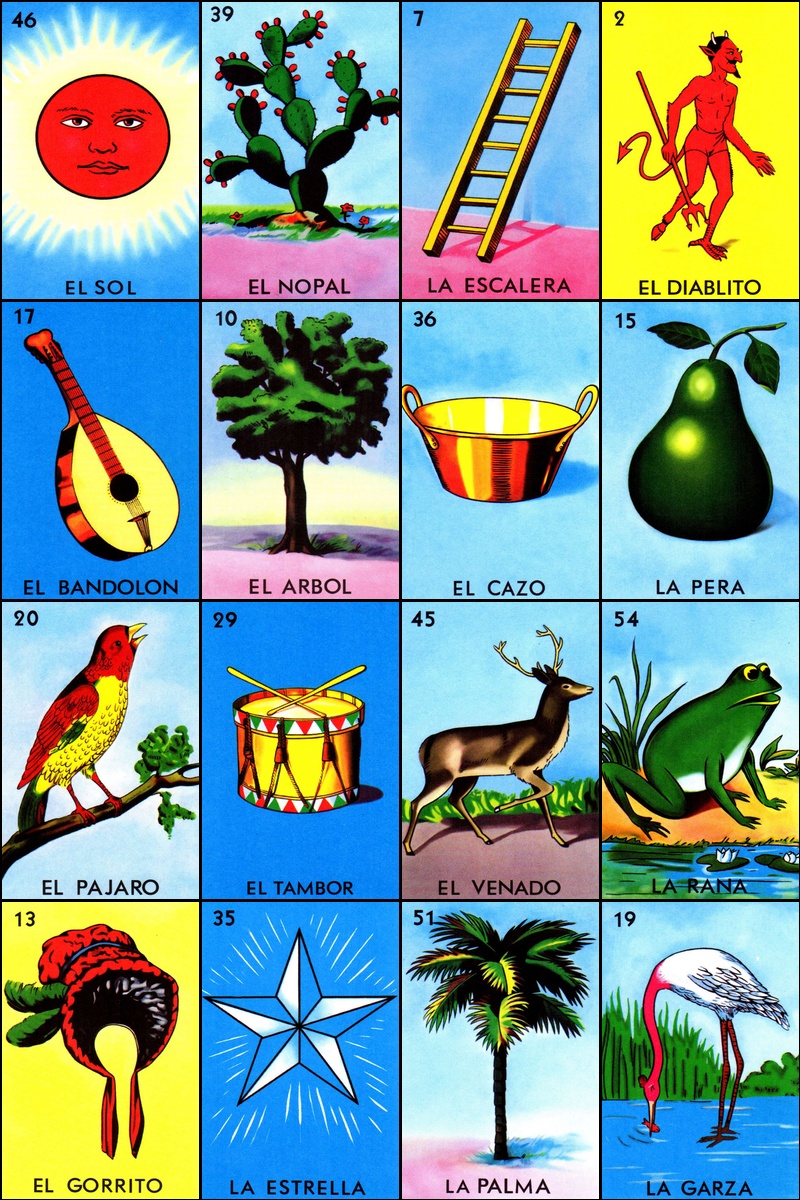 46
EL SOL
39
EL NOPAL
7
LA ESCALERA
2
EL DIABLITO
17
EL BANDOLON
10
EL ARBOL
36
EL CAZO
15
LA PERA
20
EL PAJARO
29
EL TAMBOR
45
EL VENADO
54
LA RANA
13
EL GORRITO
35
LA ESTRELLA
51
LA PALMA
19
LA GARZA